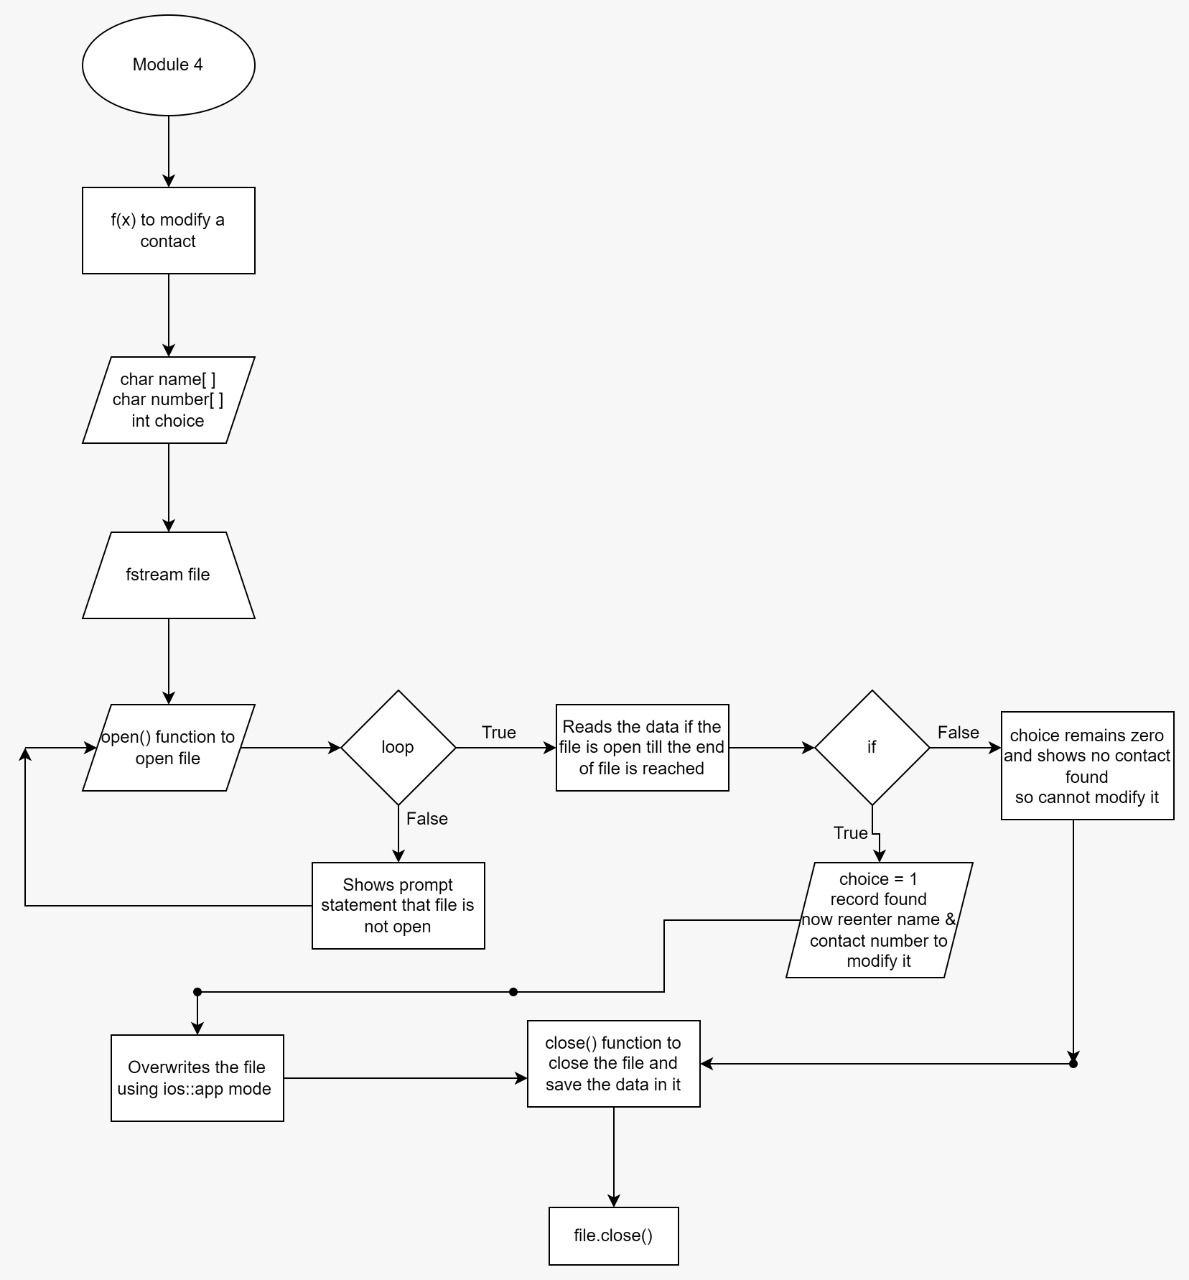 Module 4
f(x) to modify a
contact
char name[ ]
char number[ ]
int choice
fstream file
open() function to
open file
loop
True
Reads the data if the
file is open till the end
of file is reached
if
False
choice remains zero
and shows no contact
found
so cannot modify it
False
True
Shows prompt
statement that file is
not open
choice = 1
record found
now reenter name &
contact number to
modify it
Overwrites the file
using ios::app mode
close() function to
close the file and
save the data in it
file.close()